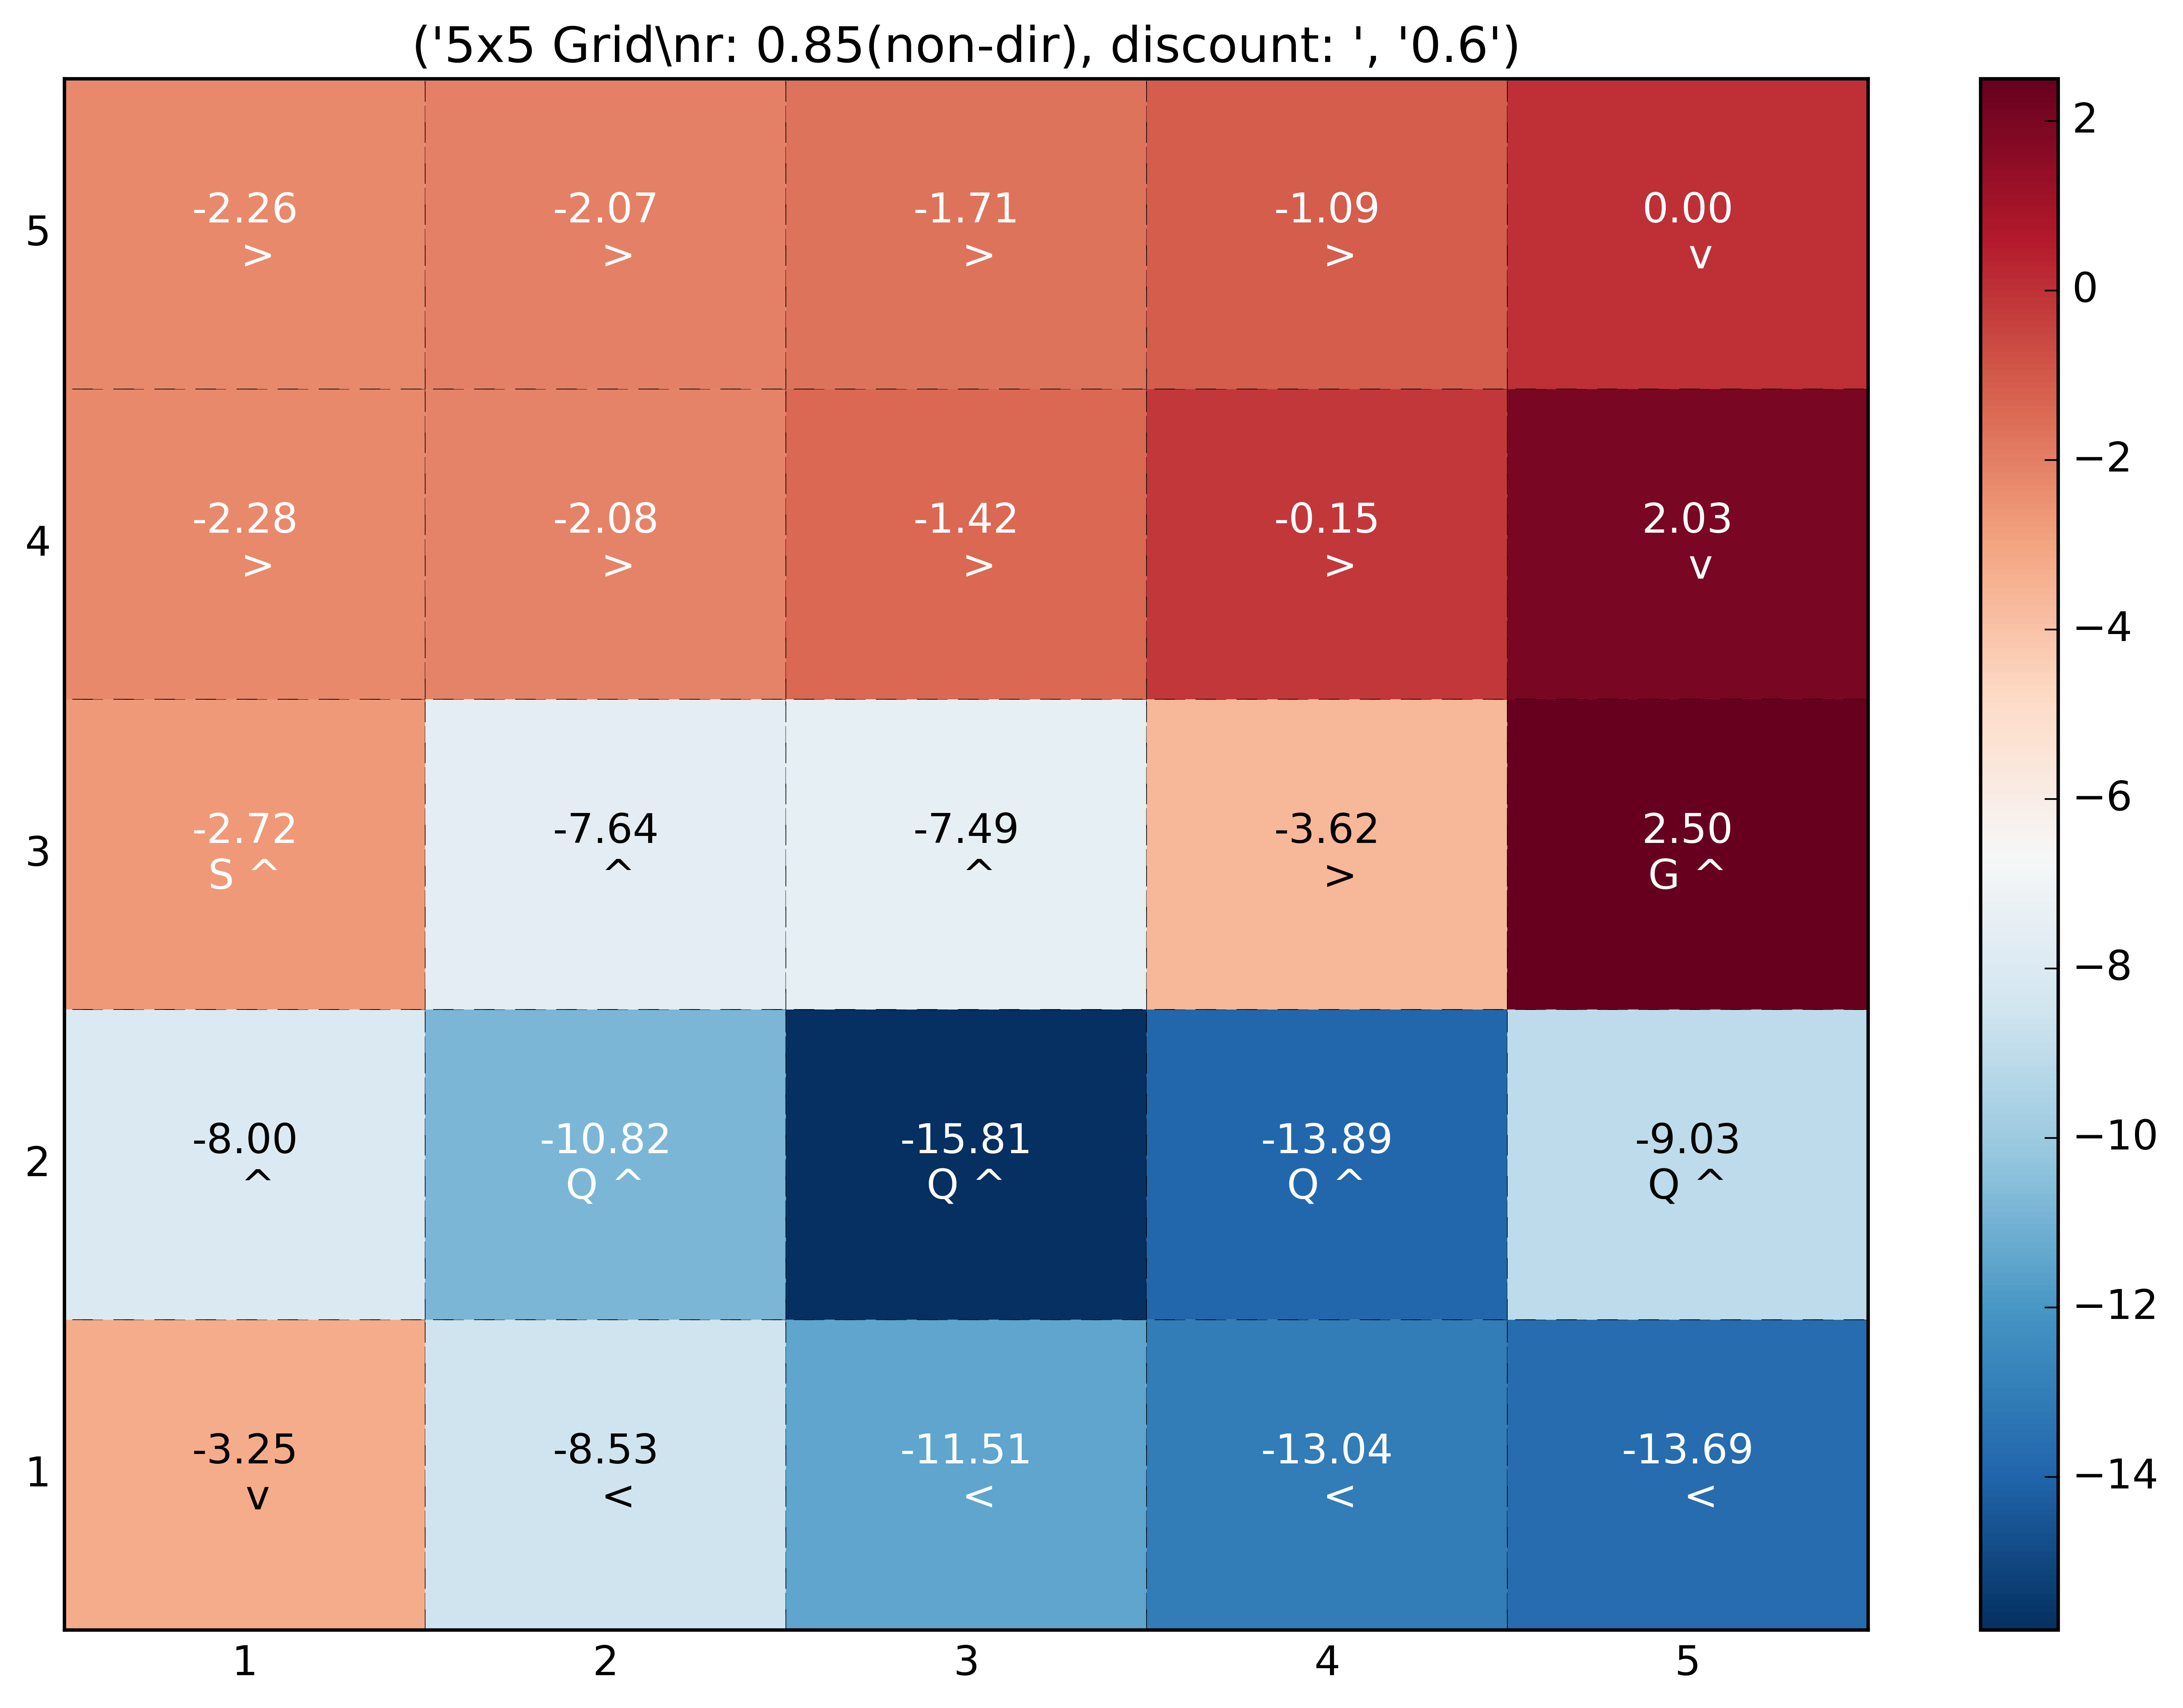 ('5x5 Grid\nr: 0.85(non-dir), discount: ', '0.6')
5 -2.26 -2.07 -1.71 -1.09 0.00
> > > > v
4 -2.28 -2.08 -1.42 -0.15 2.03
> > > > v
3 -2.72 -7.64 -7.49 -3.62 2.50
S ^ ^ ^ > G ^
2 -8.00 -10.82 -15.81 -13.89 -9.03
^ Q ^ Q ^ Q ^ Q ^
1 -3.25 -8.53 -11.51 -13.04 -13.69
v < < < <
1 2 3 4 5
2
0
−2
−4
−6
−8
−10
−12
−14